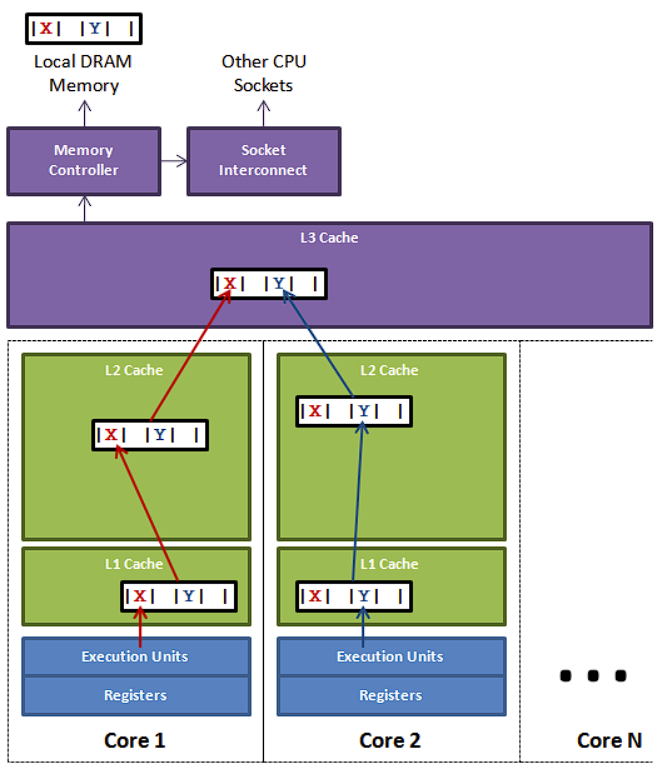 |X| |Y| |
Local DRAM
Memory
Other CPU
Sockets
Memory
Controller
Socket
Interconnect
L3 Cache
|X| |Y| |
L2 Cache
|X| |Y| |
L1 Cache
|X| |Y| |
Execution Units
Registers
Core 1
L2 Cache
|X| |Y| |
L1 Cache
|X| |Y| |
Execution Units
Registers
Core 2
...
Core N